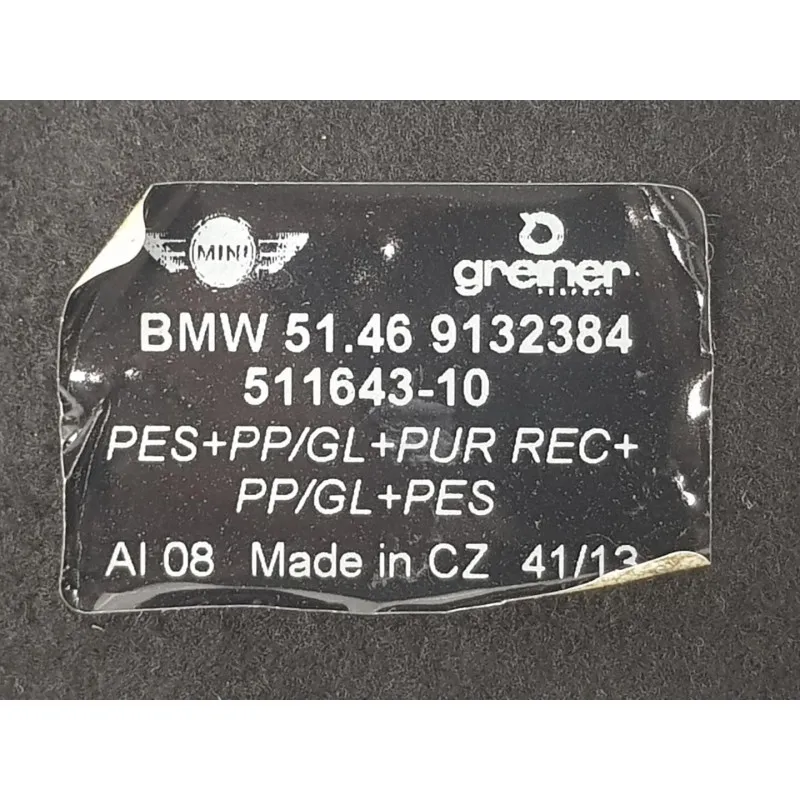 MINI
greiner
BMW 51.46 9132384
511643-10
PES+PP/GL+PUR REC+
PP/GL+PES
AI 08 Made in CZ 41/13